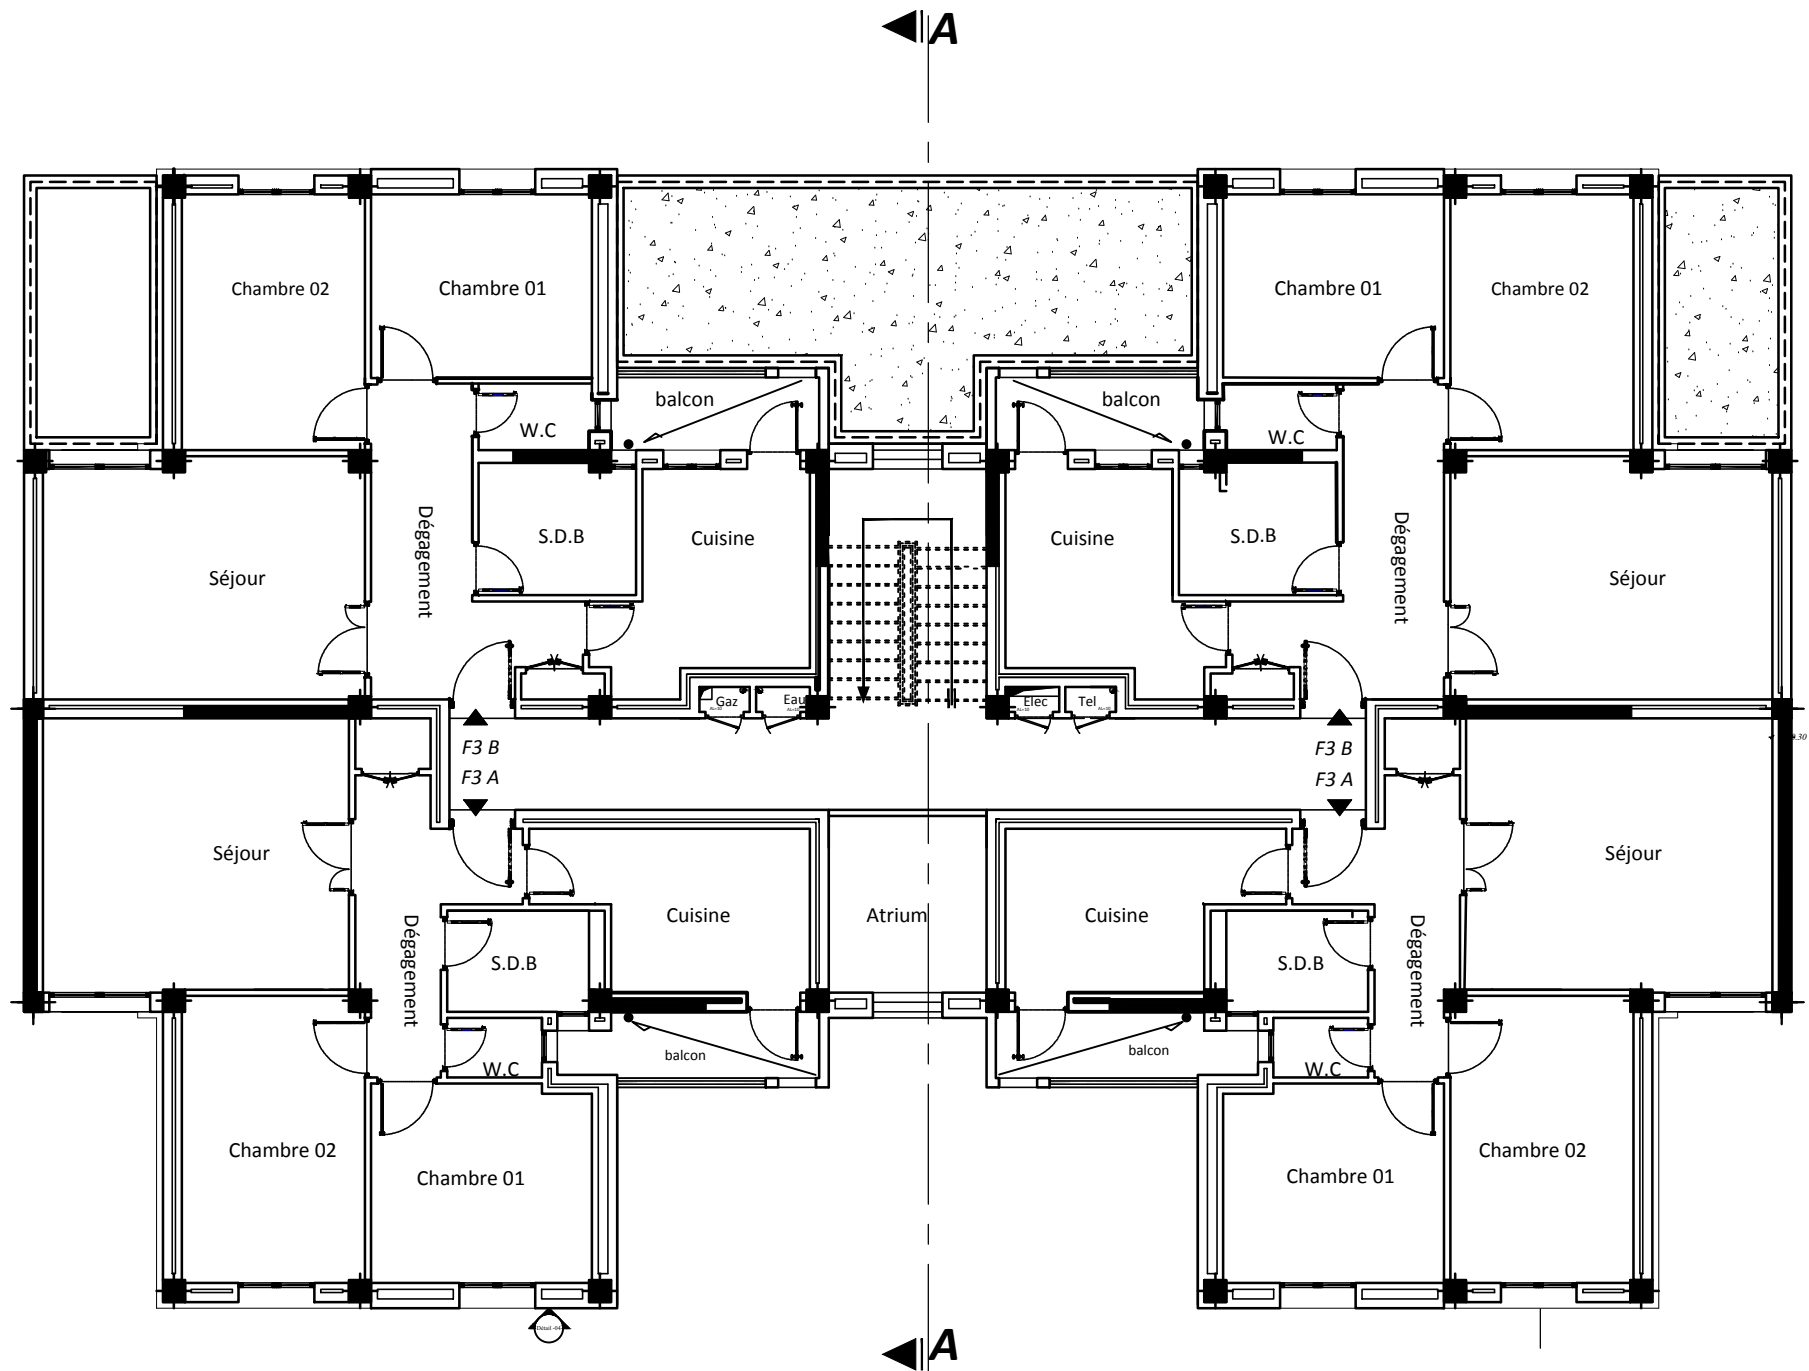 A
Chambre 02
Chambre 01
Chambre 01
Chambre 02
balcon
balcon
W.C
W.C
Dégagement
S.D.B
Cuisine
Cuisine
S.D.B
Dégagement
Séjour
Séjour
Gaz
Eau
Elec
Tel
F3 B
F3 A
F3 B
F3 A
Séjour
Séjour
Cuisine
Atrium
Cuisine
Dégagement
S.D.B
S.D.B
Dégagement
balcon
balcon
W.C
W.C
Chambre 02
Chambre 01
Chambre 01
Chambre 02
A